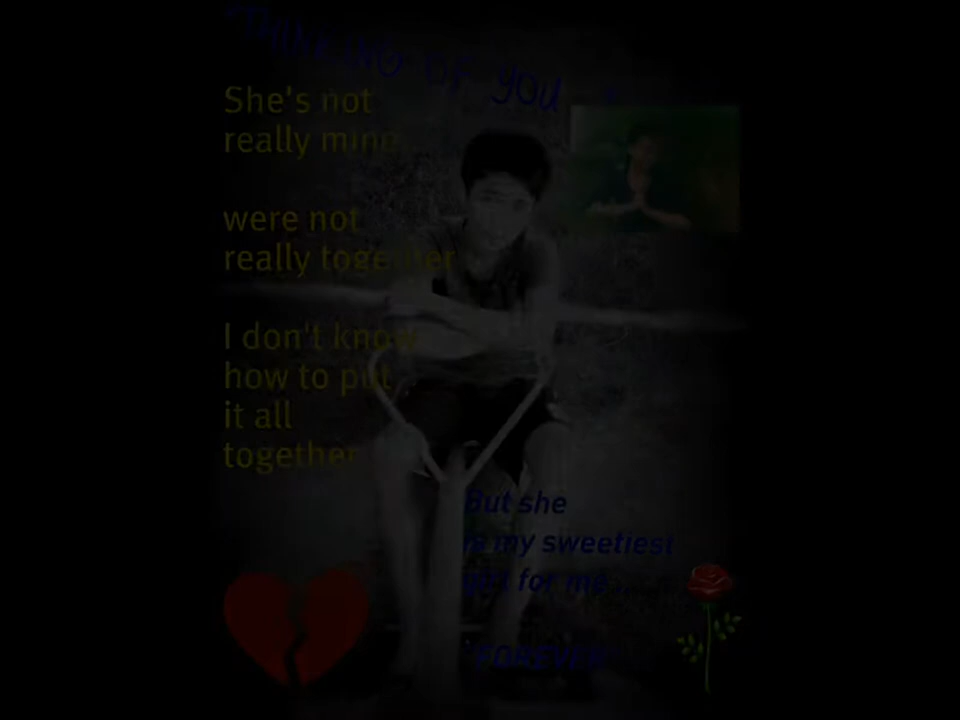 "THINKING OF YOU "
She's not
really mine
were not
really together
I don't know
how to put
it all
together
But she
is my sweetiest
girl for me
"FOREVER"